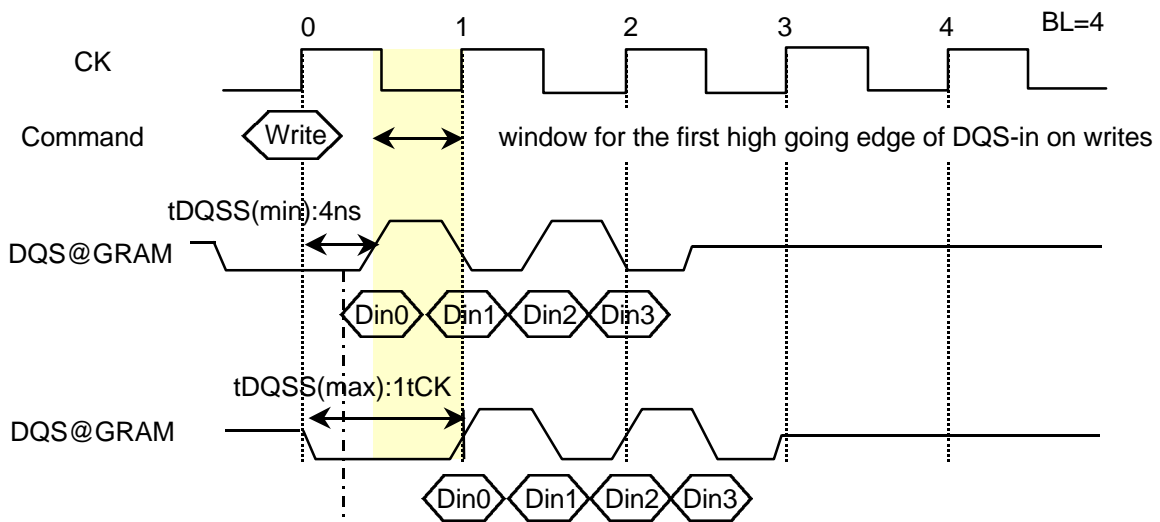 0 1 2 3 4 BL=4
CK
Command Write window for the first high going edge of DQS-in on writes
tDQSS(min):4ns
DQS@GRAM
Din0 Din1 Din2 Din3
tDQSS(max):1tCK
DQS@GRAM
Din0 Din1 Din2 Din3